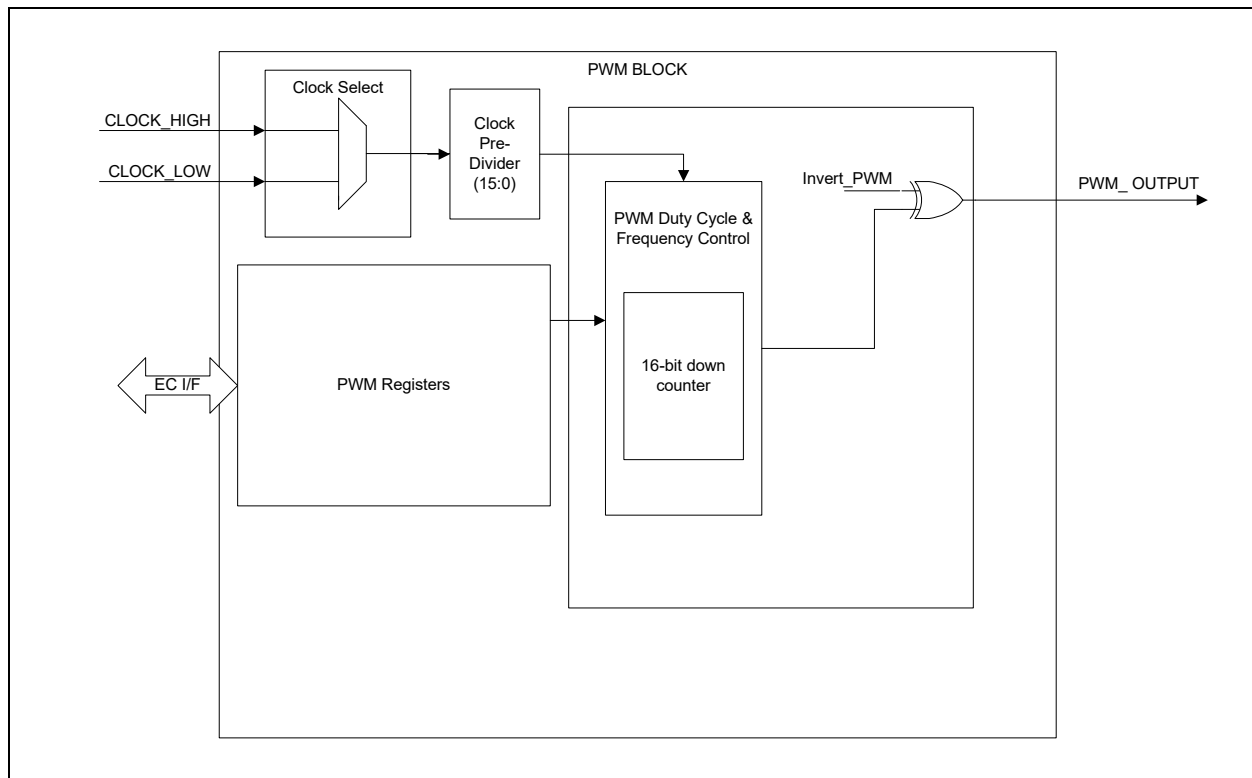 PWM BLOCK
Clock Select
CLOCK_HIGH
CLOCK_LOW
Clock
Pre-
Divider
(15:0)
Invert_PWM
PWM_ OUTPUT
PWM Duty Cycle &
Frequency Control
16-bit down
counter
PWM Registers
EC I/F